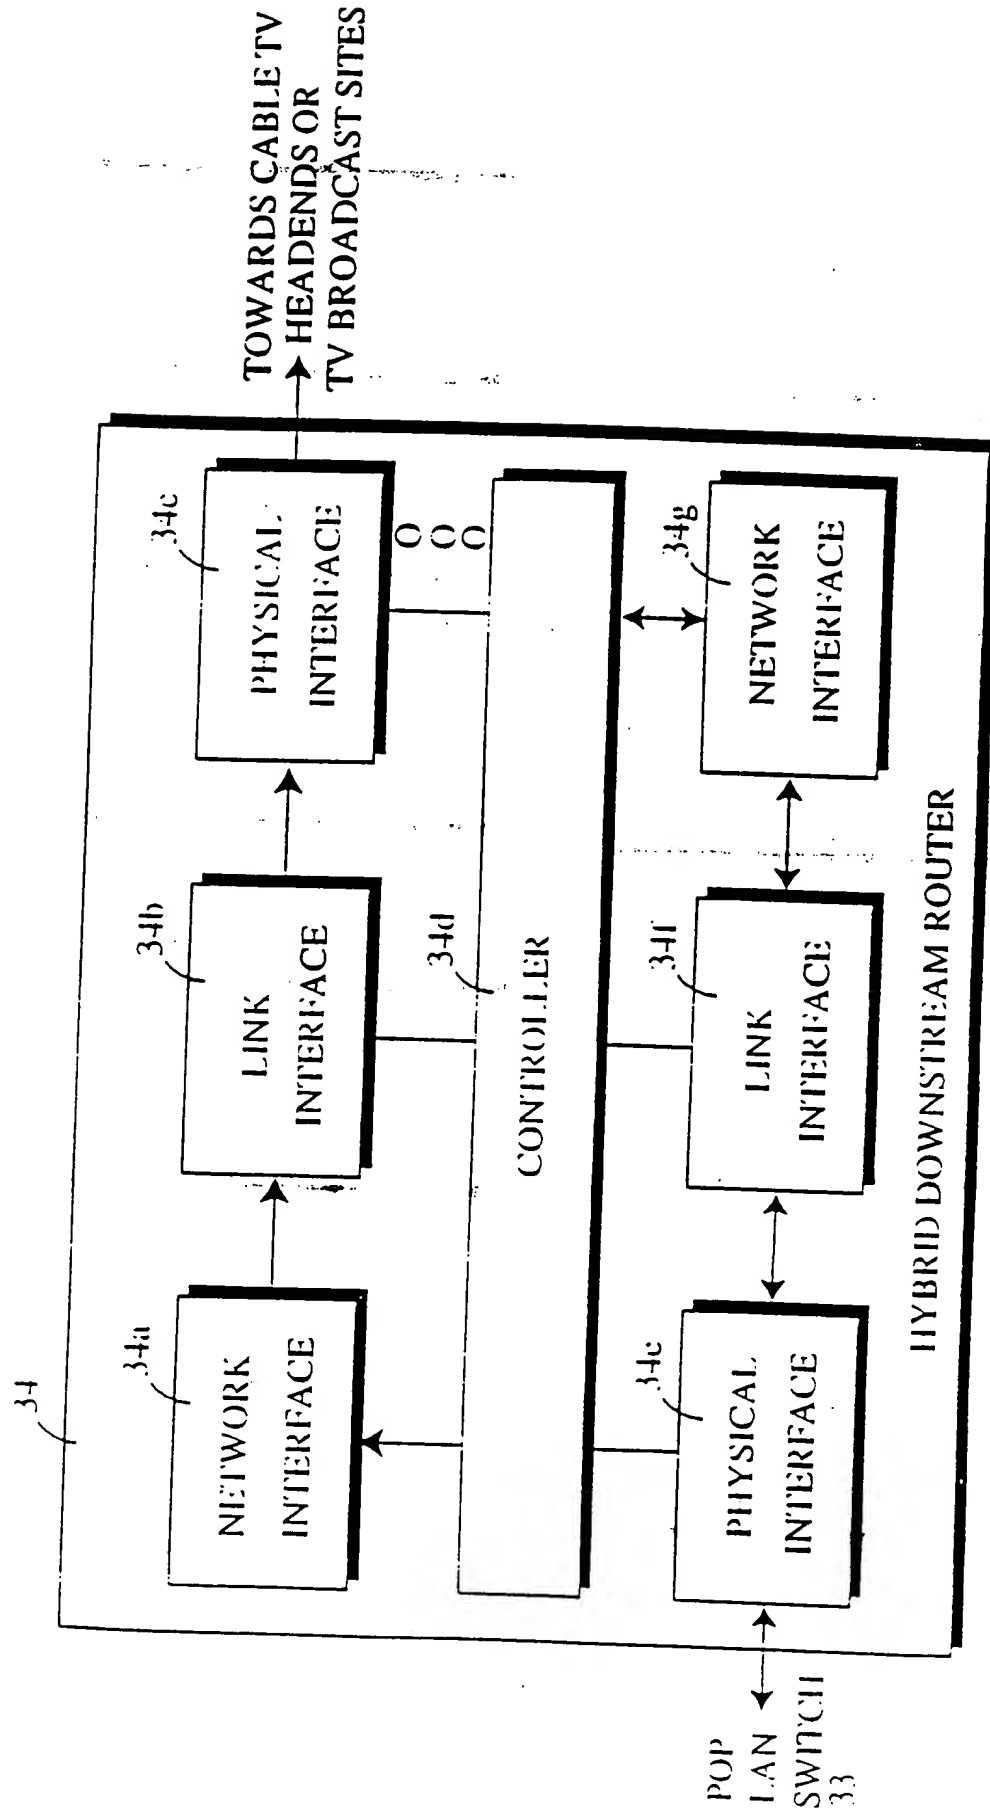 34
34a
NETWORK
INTERFACE
34b
LINK
INTERFACE
34c
PHYSICAL
INTERFACE
TOWARDS CABLE TV
HEADENDS OR
TV BROADCAST SITES
O O O
34d
CONTROLLER
POP
LAN
SWITCH
33
34e
PHYSICAL
INTERFACE
34f
LINK
INTERFACE
34g
NETWORK
INTERFACE
HYBRID DOWNSTREAM ROUTER